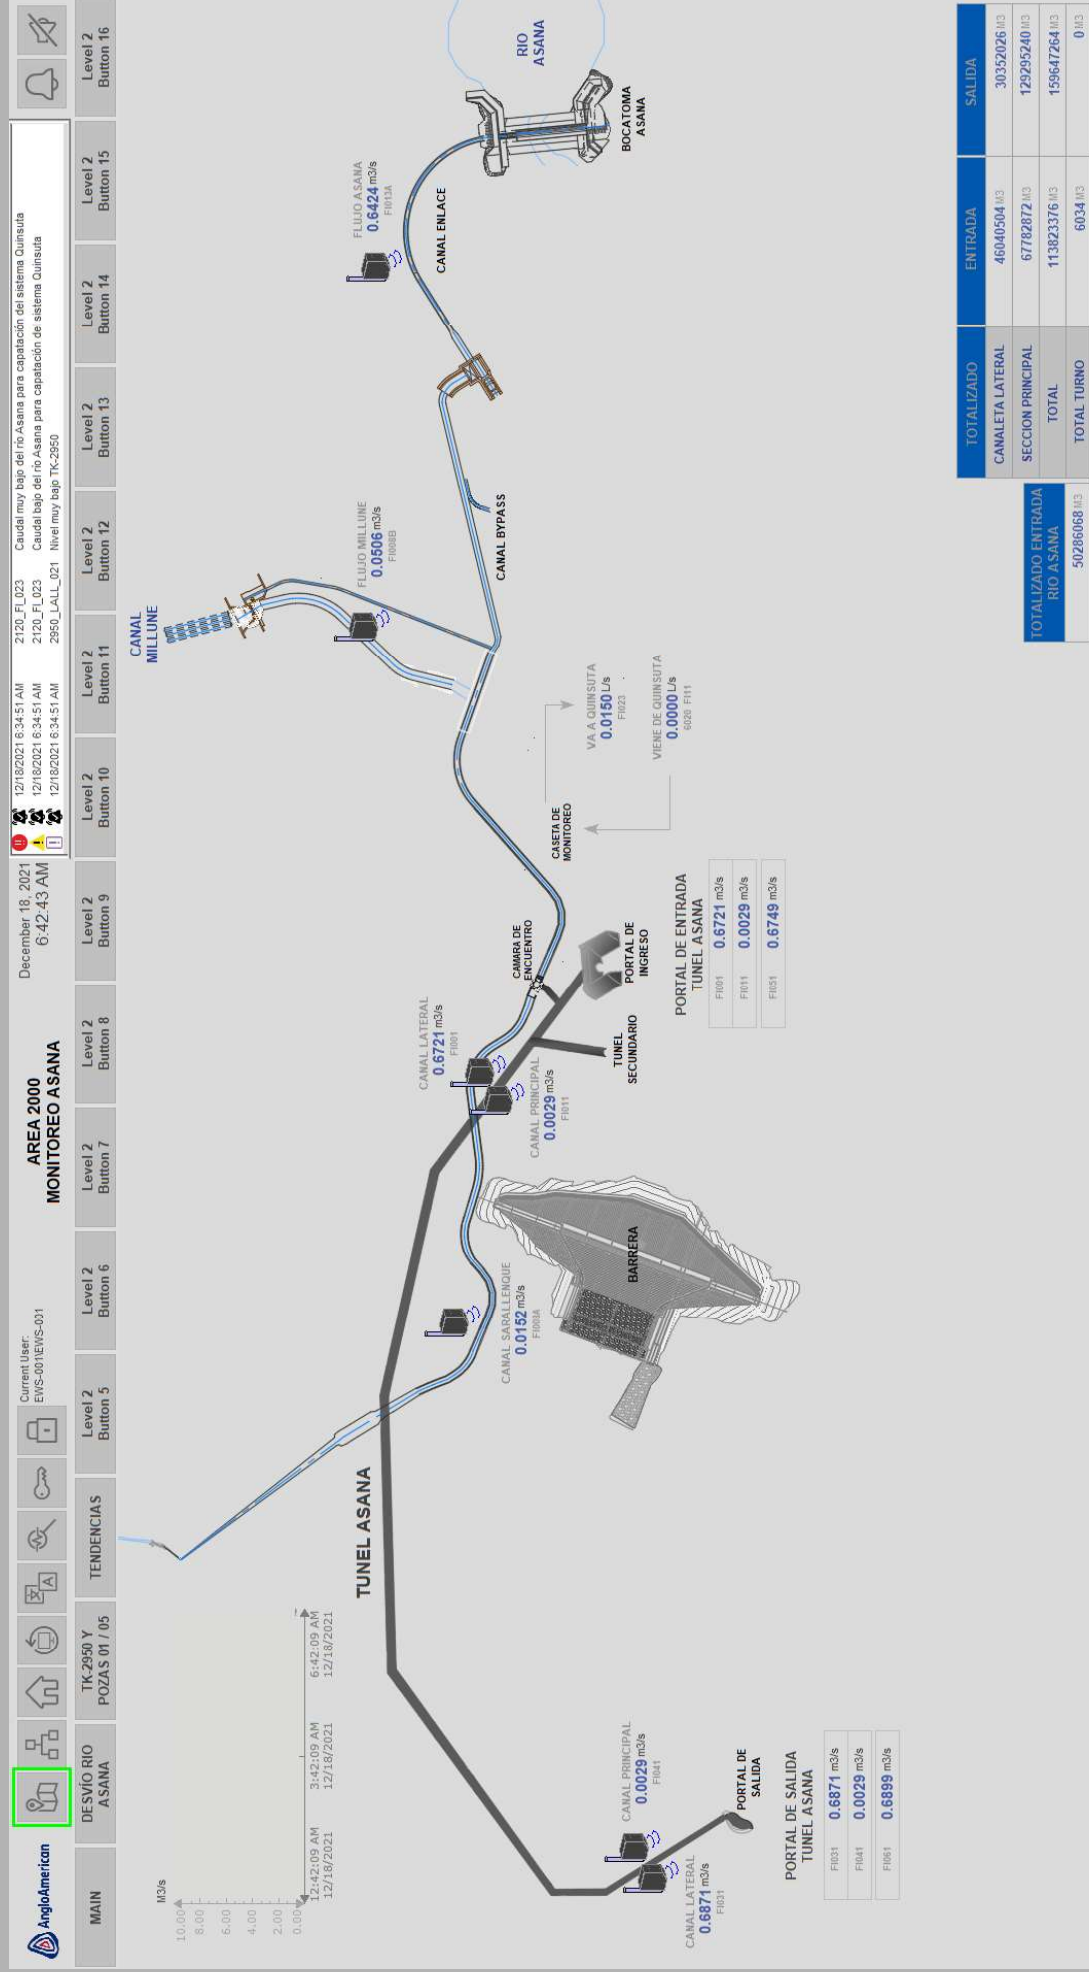 AngloAmerican
Current User:
EWS-001\EWS-001
AREA 2000
MONITOREO ASANA
December 18, 2021
6:42:43 AM
12/18/2021 6:34:51 AM 2120_FI_023 Caudal muy bajo del río Asana para capatación del sistema Quinsuta
12/18/2021 6:34:51 AM 2120_FI_023 Caudal bajo del río Asana para capatación de sistema Quinsuta
12/18/2021 6:34:51 AM 2950_LALL_021 Nivel muy bajo TK-2950
MAIN
DESVÍO RIO
ASANA
TK-2950 Y
POZAS 01 / 05
TENDENCIAS
Level 2
Button 5
Level 2
Button 6
Level 2
Button 7
Level 2
Button 8
Level 2
Button 9
Level 2
Button 10
Level 2
Button 11
Level 2
Button 12
Level 2
Button 13
Level 2
Button 14
Level 2
Button 15
Level 2
Button 16
M3/s
10.00
8.00
6.00
4.00
2.00
0.00
12:42:09 AM
12/18/2021
3:42:09 AM
12/18/2021
6:42:09 AM
12/18/2021
TUNEL ASANA
CANAL
MILLUNE
FLUJO MILLUNE
0.0506 m3/s
FI008B
FLUJO ASANA
0.6424 m3/s
FI013A
CANAL ENLACE
RIO
ASANA
BOCATOMA
ASANA
CANAL BYPASS
CANAL LATERAL
0.6721 m3/s
FI001
CANAL PRINCIPAL
0.0029 m3/s
FI011
CAMARA DE
ENCUENTRO
CASETA DE
MONITOREO
VA A QUINSUTA
0.0150 L/s
FI023
VIENE DE QUINSUTA
0.0000 L/s
6020 FI11
PORTAL DE
INGRESO
TUNEL
SECUNDARIO
CANAL SARALLENQUE
0.0152 m3/s
BARRERA
PORTAL DE ENTRADA
TUNEL ASANA
FI001 0.6721 m3/s
FI011 0.0029 m3/s
FI051 0.6749 m3/s
CANAL PRINCIPAL
0.0029 m3/s
FI041
CANAL LATERAL
0.6871 m3/s
FI031
PORTAL DE
SALIDA
PORTAL DE SALIDA
TUNEL ASANA
FI031 0.6871 m3/s
FI041 0.0029 m3/s
FI061 0.6899 m3/s
TOTALIZADO ENTRADA
RIO ASANA
50286068 M3
TOTALIZADO ENTRADA SALIDA
CANALETA LATERAL 46040504 M3 30352026 M3
SECCION PRINCIPAL 67782872 M3 129295240 M3
TOTAL 113823376 M3 159647264 M3
TOTAL TURNO 6034 M3 0 M3